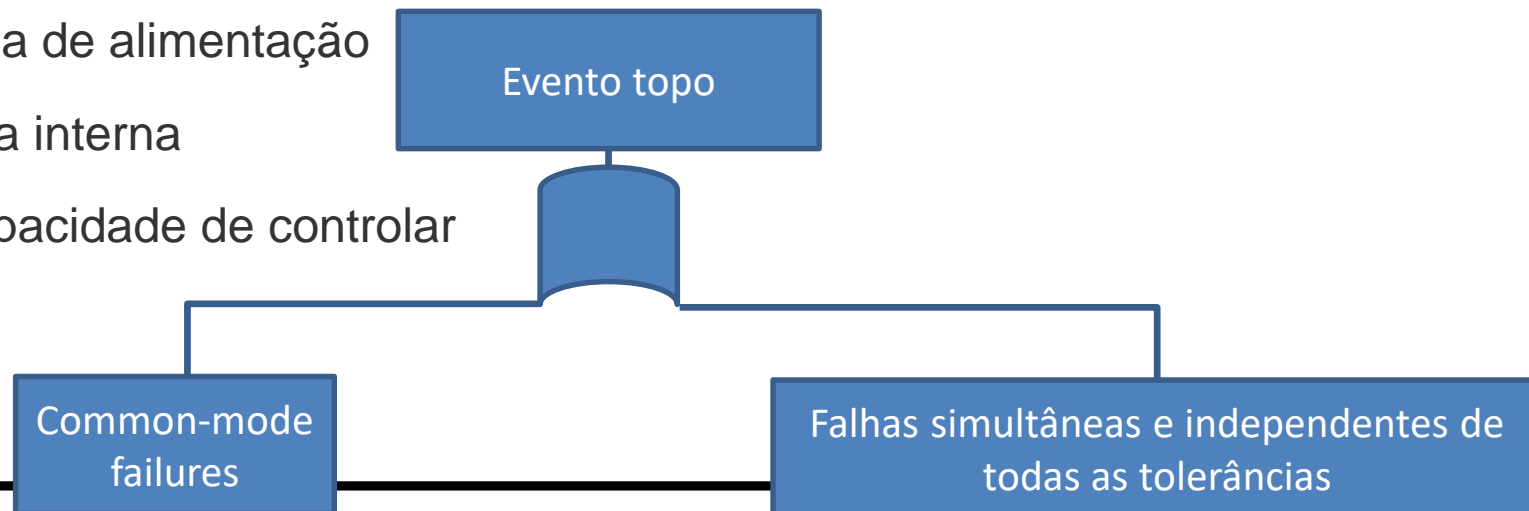 a de alimentação
a interna
pacidade de controlar
Evento topo
Common-mode
failures
Falhas simultâneas e independentes de
todas as tolerâncias